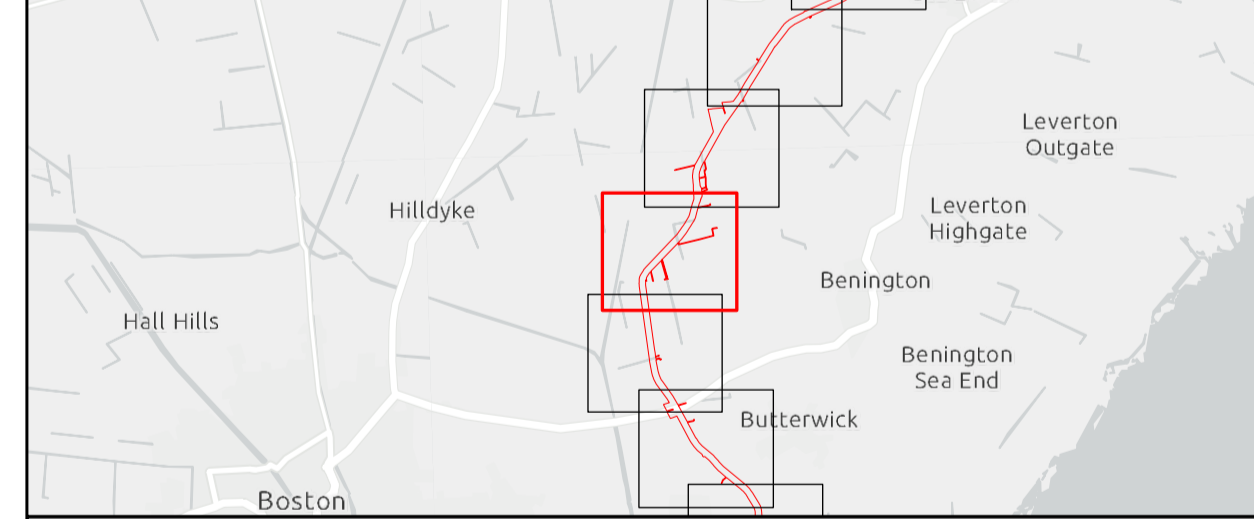 Leverton
Outgate
Hilldyke
Leverton
Highgate
Benington
Hall Hills
Benington
Sea End
Butterwick
Boston